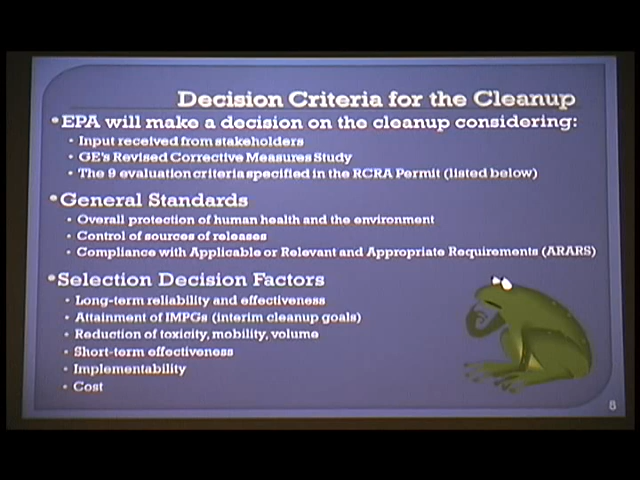 Decision Criteria for the Cleanup
• EPA will make a decision on the cleanup considering:
• Input received from stakeholders
• GE's Revised Corrective Measures Study
• The 9 evaluation criteria specified in the RCRA Permit (listed below)
• General Standards
• Overall protection of human health and the environment
• Control of sources of releases
• Compliance with Applicable or Relevant and Appropriate Requirements (ARARS)
• Selection Decision Factors
• Long-term reliability and effectiveness
• Attainment of IMPGs (interim cleanup goals)
• Reduction of toxicity, mobility, volume
• Short-term effectiveness
• Implementability
• Cost
8